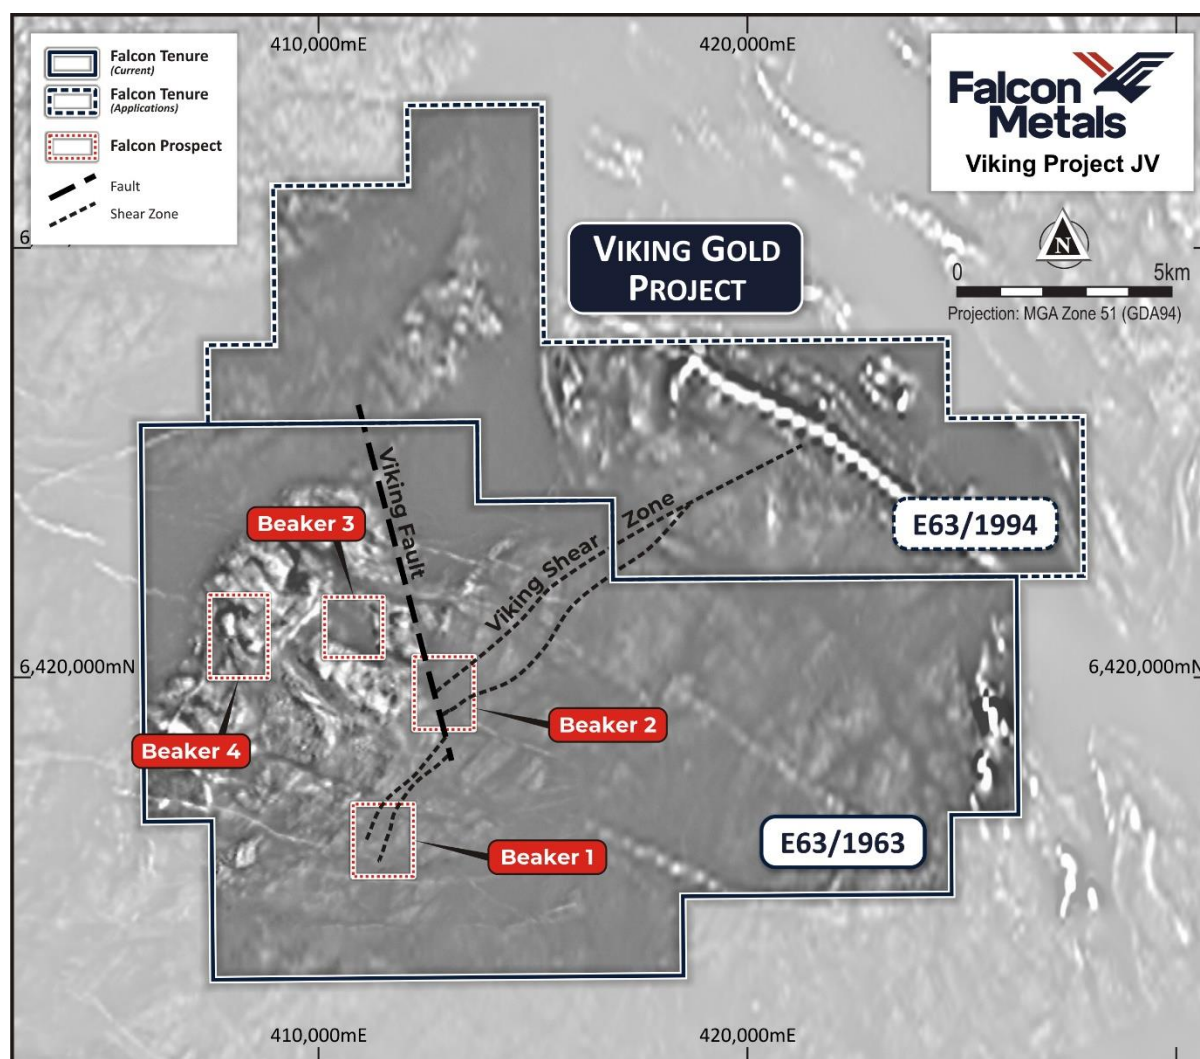 410,000mE
420,000mE
Falcon Tenure
(Current)
Falcon Tenure
(Applications)
Falcon Prospect
Fault
Shear Zone
Falcon
Metals
Viking Project JV
N
0 5km
Projection: MGA Zone 51 (GDA94)
VIKING GOLD
PROJECT
Viking Fault
Viking Shear Zone
E63/1994
Beaker 3
6,420,000mN
6,420,000mN
Beaker 2
Beaker 4
E63/1963
Beaker 1
410,000mE
420,000mE